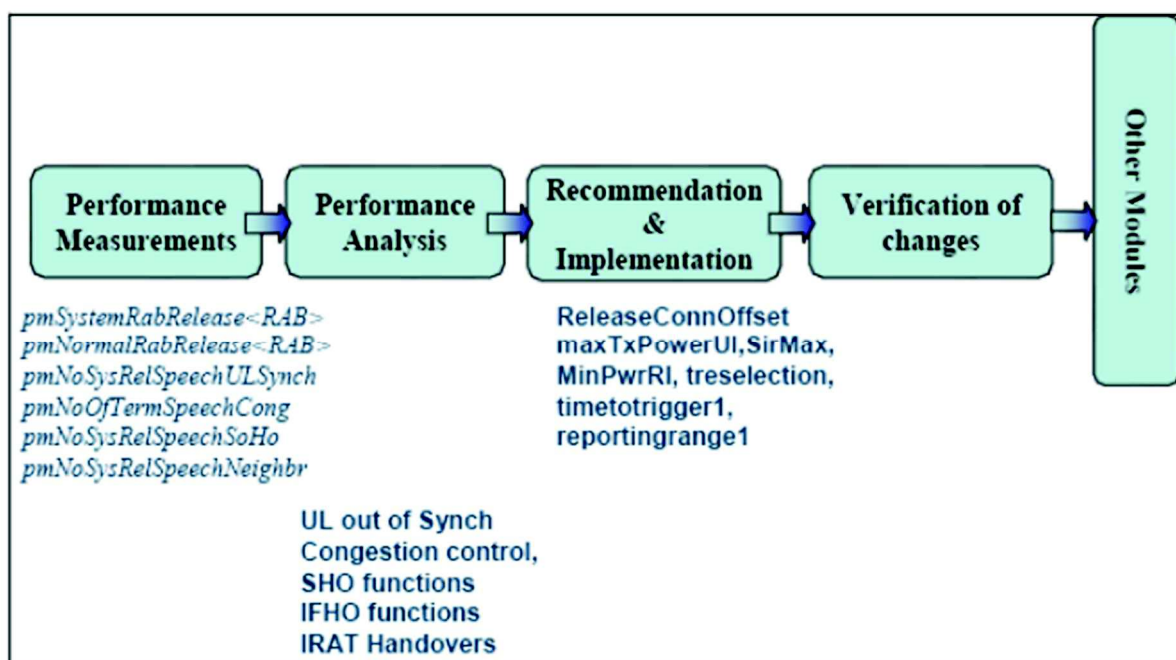 Performance
Measurements
Performance
Analysis
Recommendation
&
Implementation
Verification of
changes
Other Modules
pmSystemRabRelease<RAB>
pmNormalRabRelease<RAB>
pmNoSysRelSpeechULSynch
pmNoOfTermSpeechCong
pmNoSysRelSpeechSoHo
pmNoSysRelSpeechNeighbr
UL out of Synch
Congestion control,
SHO functions
IFHO functions
IRAT Handovers
ReleaseConnOffset
maxTxPowerUl,SirMax,
MinPwrRl, treselection,
timetotrigger1,
reportingrange1